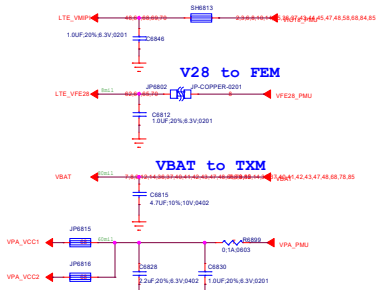 SH6813
LTE_VMIPI
C6846
1.0UF;20%;6.3V;0201
V28 to FEM
JP6802 JP-COPPER-0201
LTE_VFE28
VFE28_PMU
C6812
1.0UF;20%;6.3V;0201
VBAT to TXM
VBAT
VBAT
C6815
4.7UF;10%;10V;0402
JP6815
VPA_VCC1
R6899
VPA_PMU
0;1A;0603
JP6816
VPA_VCC2
C6828
2.2uF;20%;6.3V;0402
C6830
1.0UF;20%;6.3V;0201